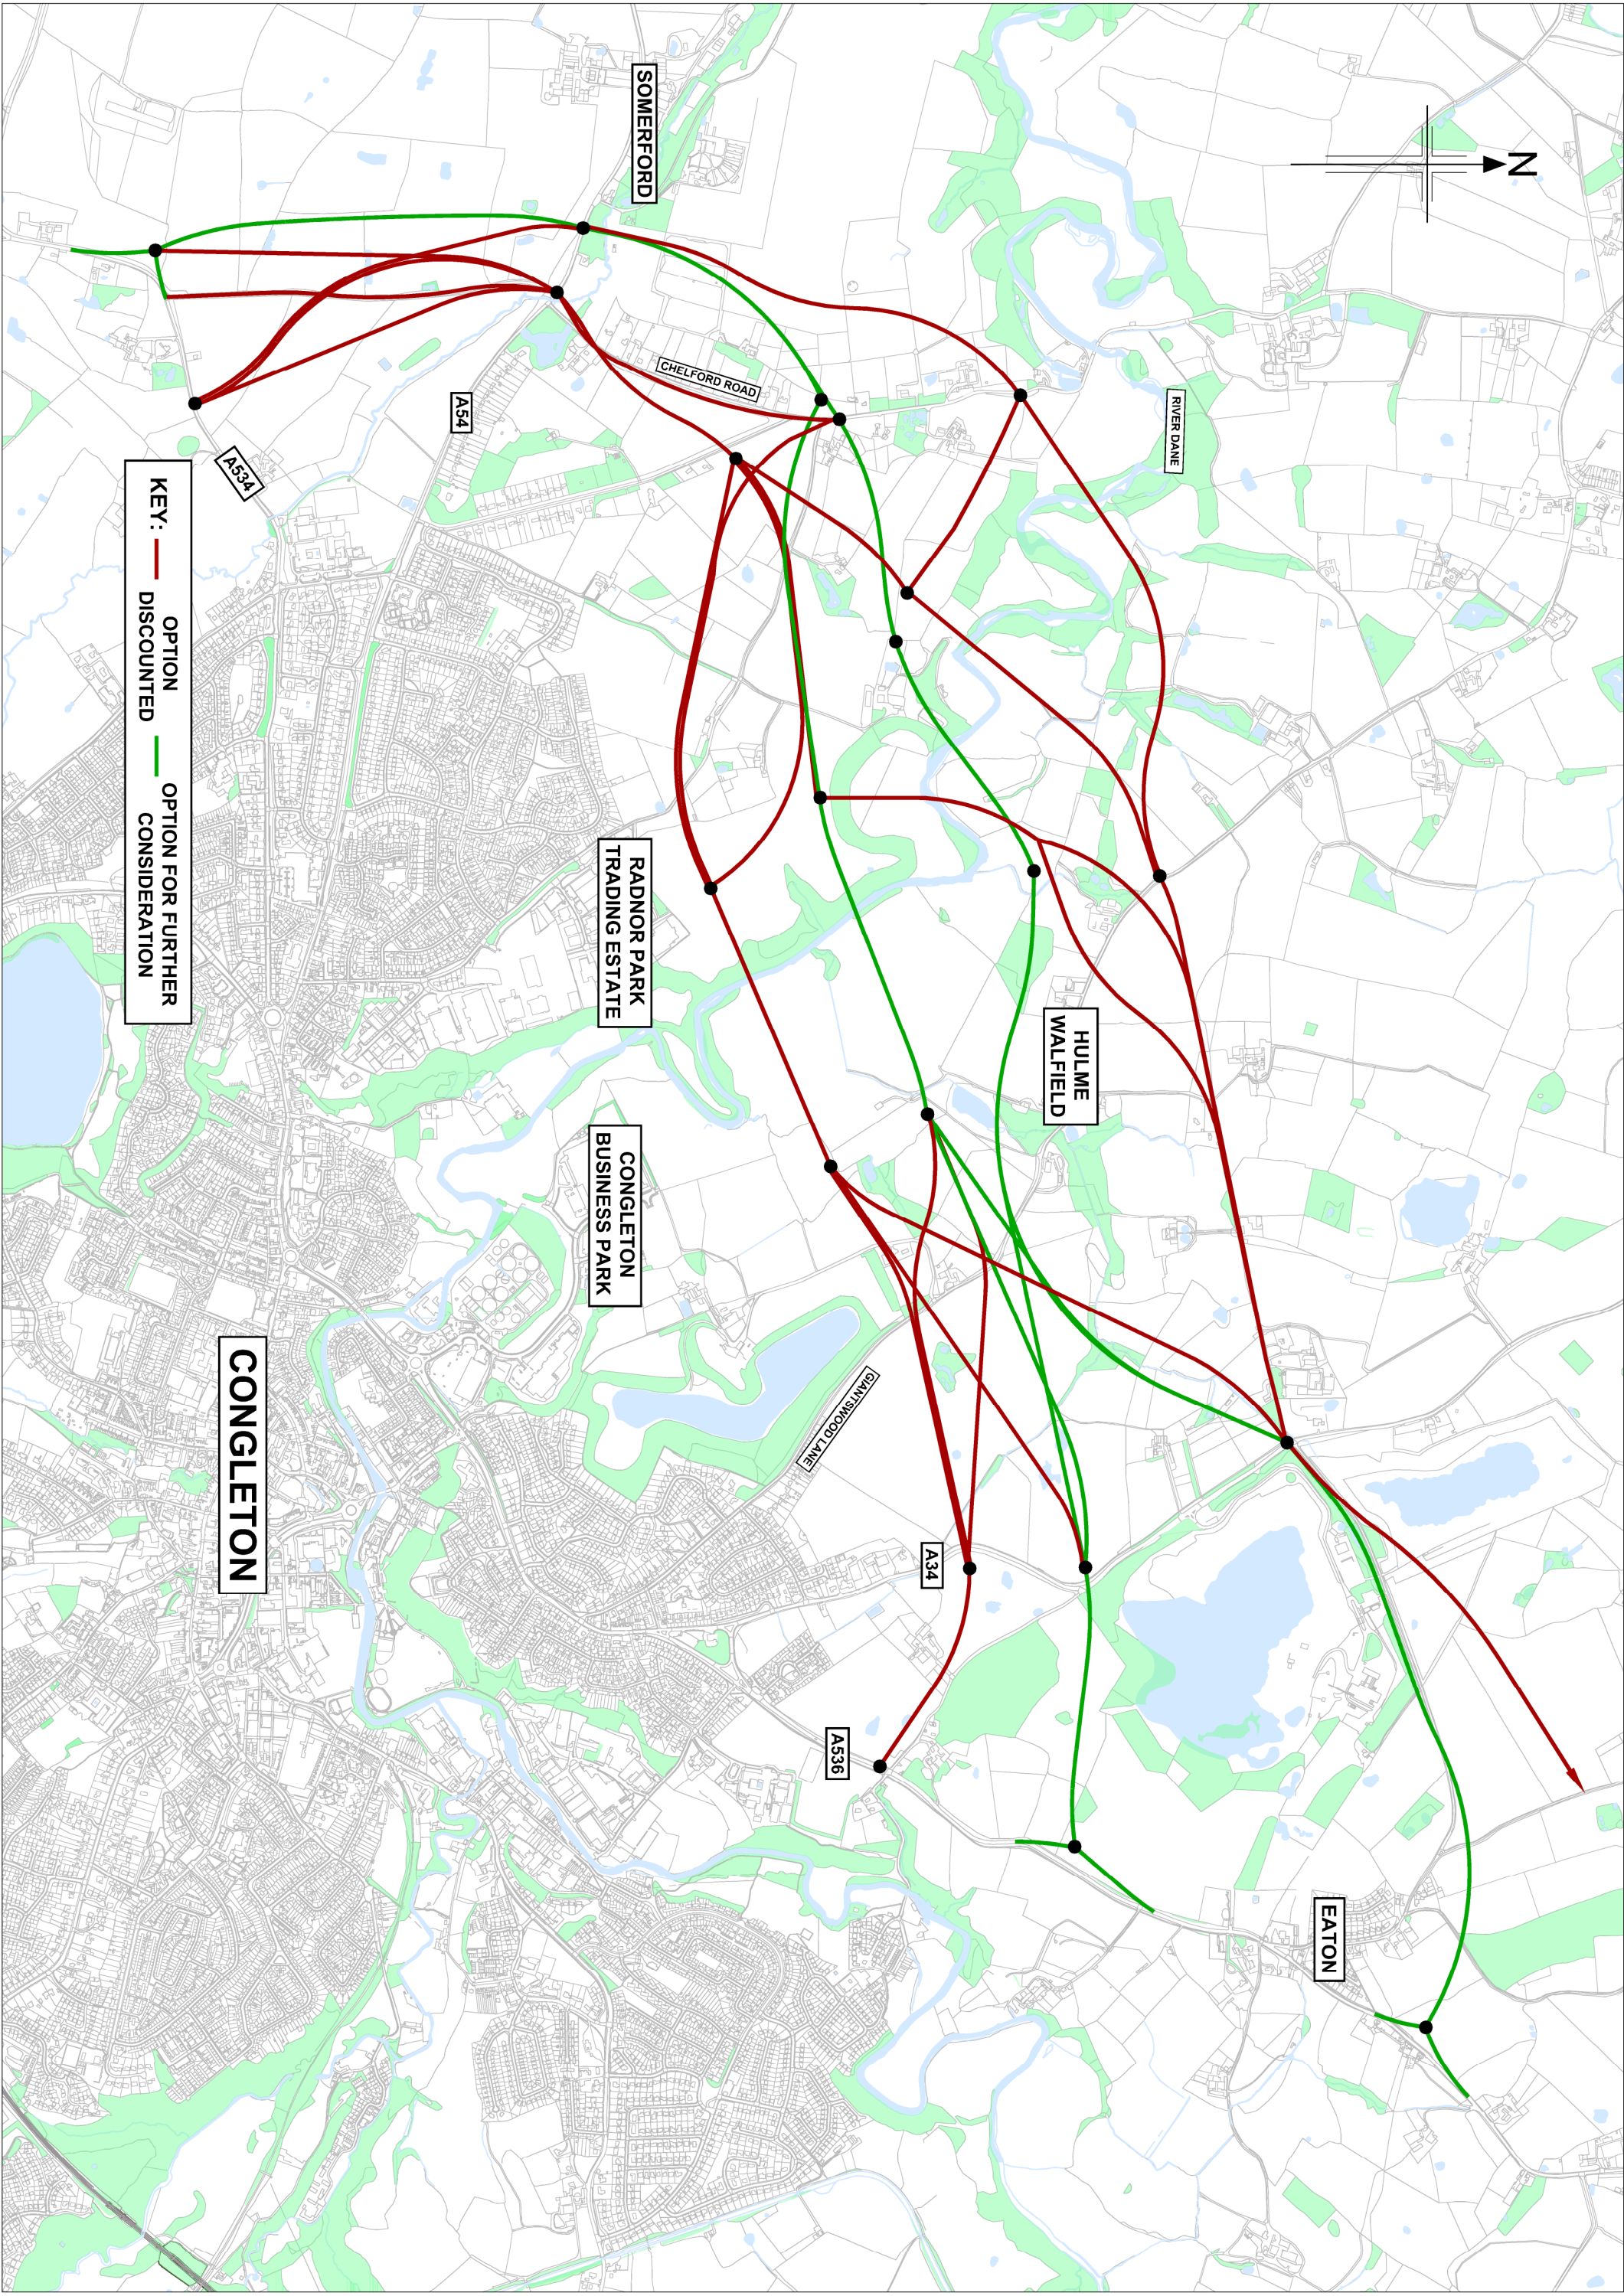 N
SOMERFORD
RIVER DANE
CHELFORD ROAD
A54
A534
HULME
WALFIELD
RADNOR PARK
TRADING ESTATE
CONGLETON
BUSINESS PARK
GIANTSWOOD LANE
A34
A536
EATON
CONGLETON
KEY:
OPTION
DISCOUNTED
OPTION FOR FURTHER
CONSIDERATION